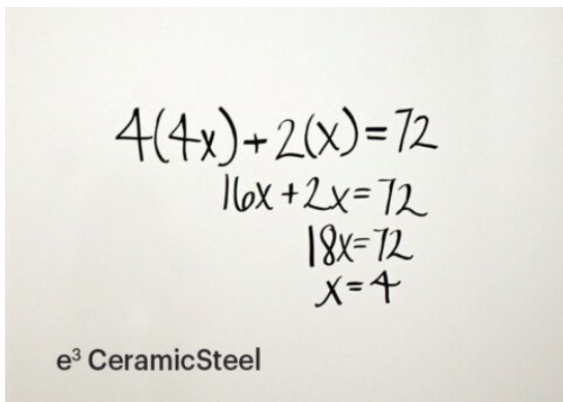 4(4x)+2(x)=72
16x+2x=72
18x=72
x=4
e³ CeramicSteel